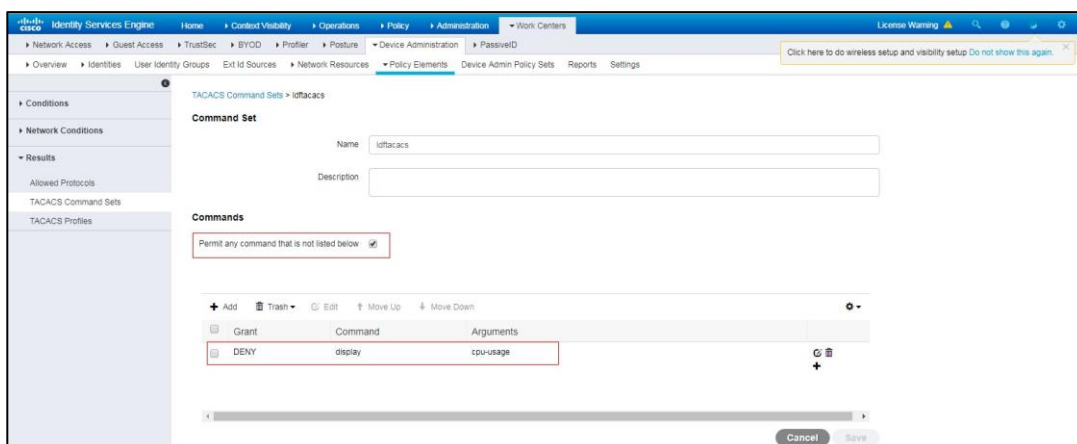 cisco Identity Services Engine Home Context Visibility Operations Policy Administration Work Centers License Warning
Network Access Guest Access TrustSec BYOD Profiler Posture Device Administration PassiveID
Click here to do wireless setup and visibility setup Do not show this again.
Overview Identities User Identity Groups Ext Id Sources Network Resources Policy Elements Device Admin Policy Sets Reports Settings
Conditions
Network Conditions
Results
Allowed Protocols
TACACS Command Sets
TACACS Profiles
TACACS Command Sets > ldftacacs
Command Set
Name ldftacacs
Description
Commands
Permit any command that is not listed below
Add Trash Edit Move Up Move Down
Grant Command Arguments
DENY display cpu-usage
Cancel Save